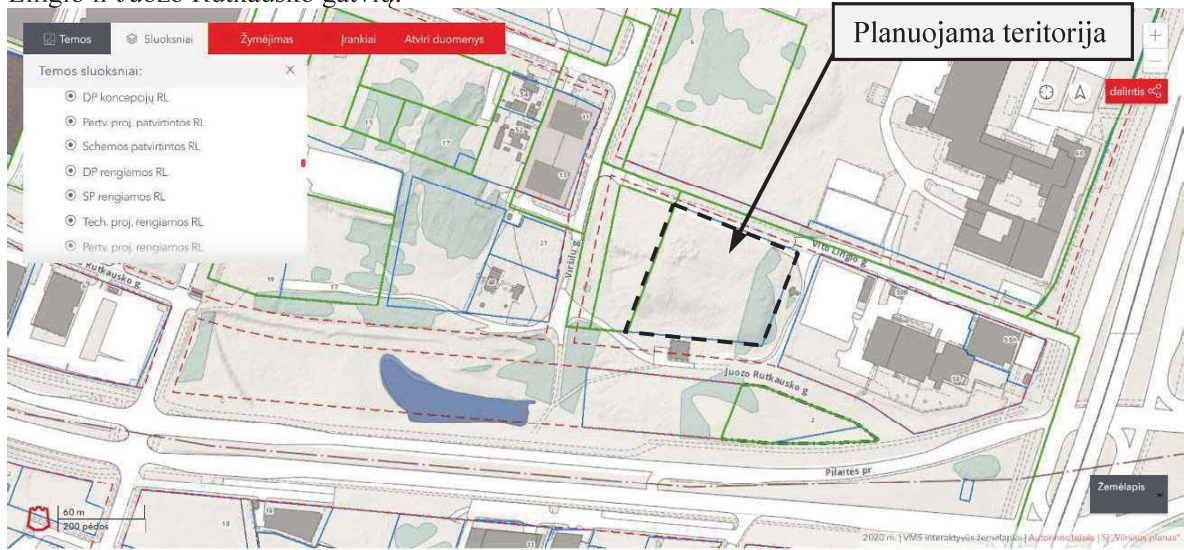 Lingio ir Juozo Rutkausko gatvių.
Planuojama teritorija
Temos
Sluoksniai
Žymėjimas
Įrankiai
Atviri duomenys
Temos sluoksniai:
DP koncepcijų RL
Pertv. proj. patvirtintos RL
Schemos patvirtintos RL
DP rengiamos RL
SP rengiamos RL
Tech. proj. rengiamos RL
Pertv. proj. rengiamos RL
dalintis
Viršilų
Vito Lingio g.
Rutkausko g.
Juozo Rutkausko g.
Pilaitės pr.
60 m
200 pėdos
Žemėlapis
2020 m. | VMS interaktyvūs žemėlapiai | Autorinės teisės | SĮ „Vilniaus planas"